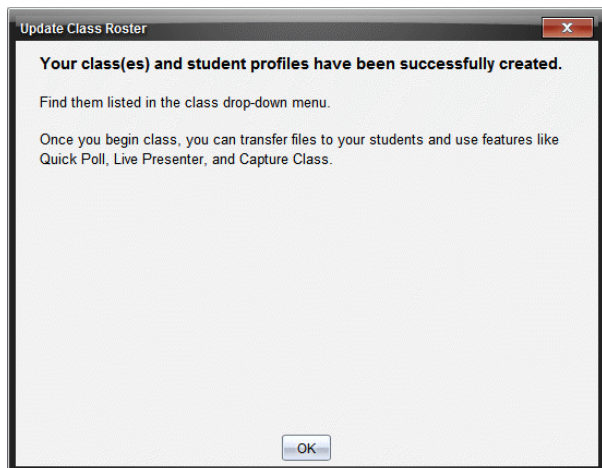 Update Class Roster
X
Your class(es) and student profiles have been successfully created.
Find them listed in the class drop-down menu.
Once you begin class, you can transfer files to your students and use features like
Quick Poll, Live Presenter, and Capture Class.
OK